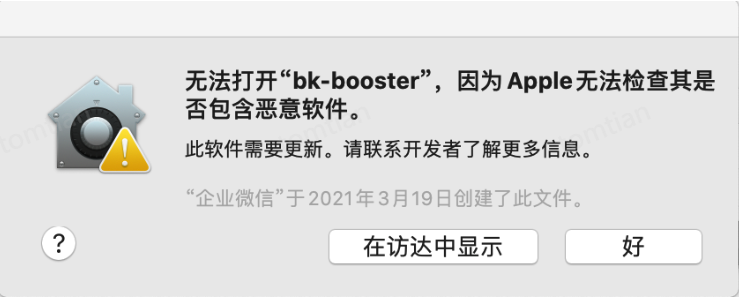 无法打开“bk-booster”，因为 Apple 无法检查其是
否包含恶意软件。
此软件需要更新。请联系开发者了解更多信息。
“企业微信”于 2021年 3月 19日创建了此文件。
?
在访达中显示
好
tomtian
tomtian